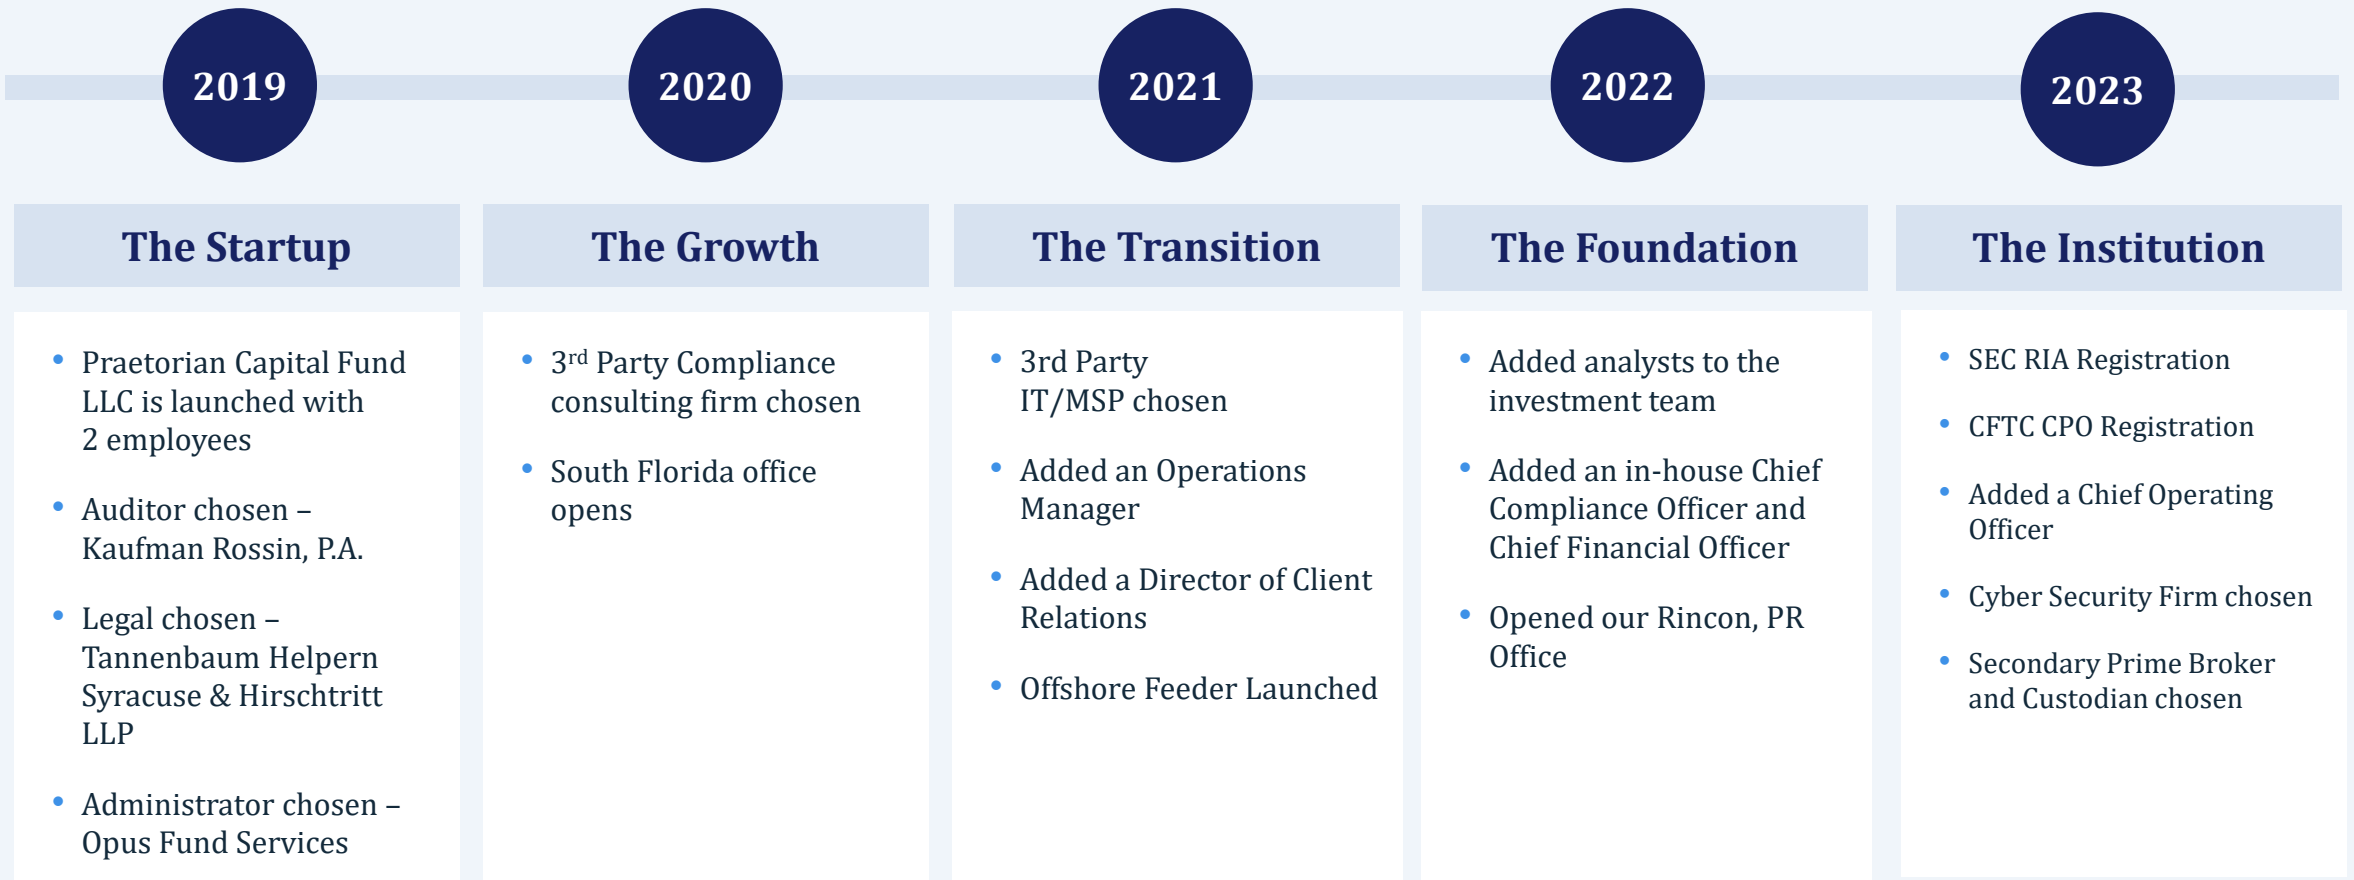 2019
2020
2021
2022
2023
The Startup
• Praetorian Capital Fund
LLC is launched with
2 employees
• Auditor chosen –
Kaufman Rossin, P.A.
• Legal chosen –
Tannenbaum Helpern
Syracuse & Hirschtritt
LLP
• Administrator chosen –
Opus Fund Services
The Growth
• 3rd Party Compliance
consulting firm chosen
• South Florida office
opens
The Transition
• 3rd Party
IT/MSP chosen
• Added an Operations
Manager
• Added a Director of Client
Relations
• Offshore Feeder Launched
The Foundation
• Added analysts to the
investment team
• Added an in-house Chief
Compliance Officer and
Chief Financial Officer
• Opened our Rincon, PR
Office
The Institution
• SEC RIA Registration
• CFTC CPO Registration
• Added a Chief Operating
Officer
• Cyber Security Firm chosen
• Secondary Prime Broker
and Custodian chosen